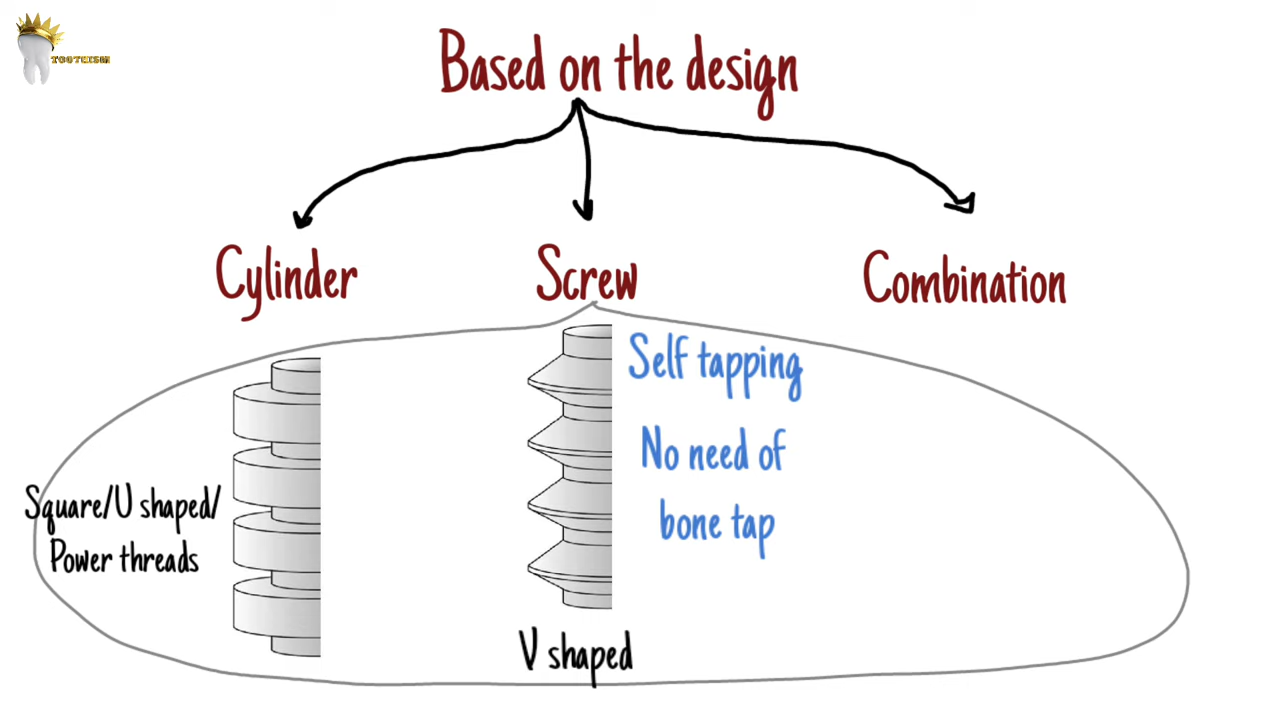 TOOTHISM
Based on the design
Cylinder
Screw
Combination
Self tapping
No need of
bone tap
Square/U shaped/
Power threads
V shaped